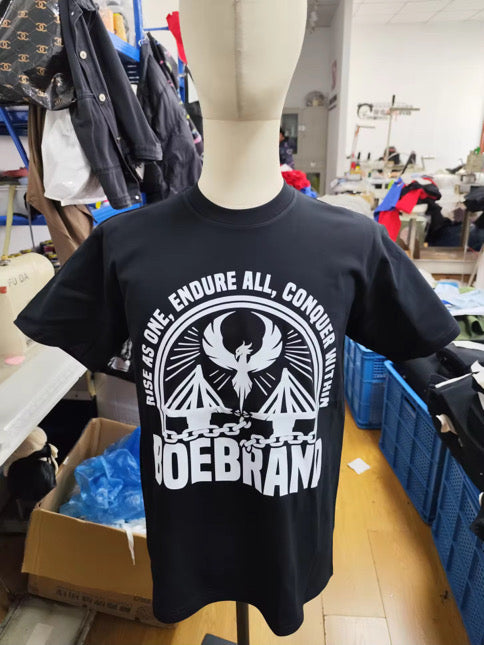 RISE AS ONE, ENDURE ALL, CONQUER WITHIN
BOEBRAND